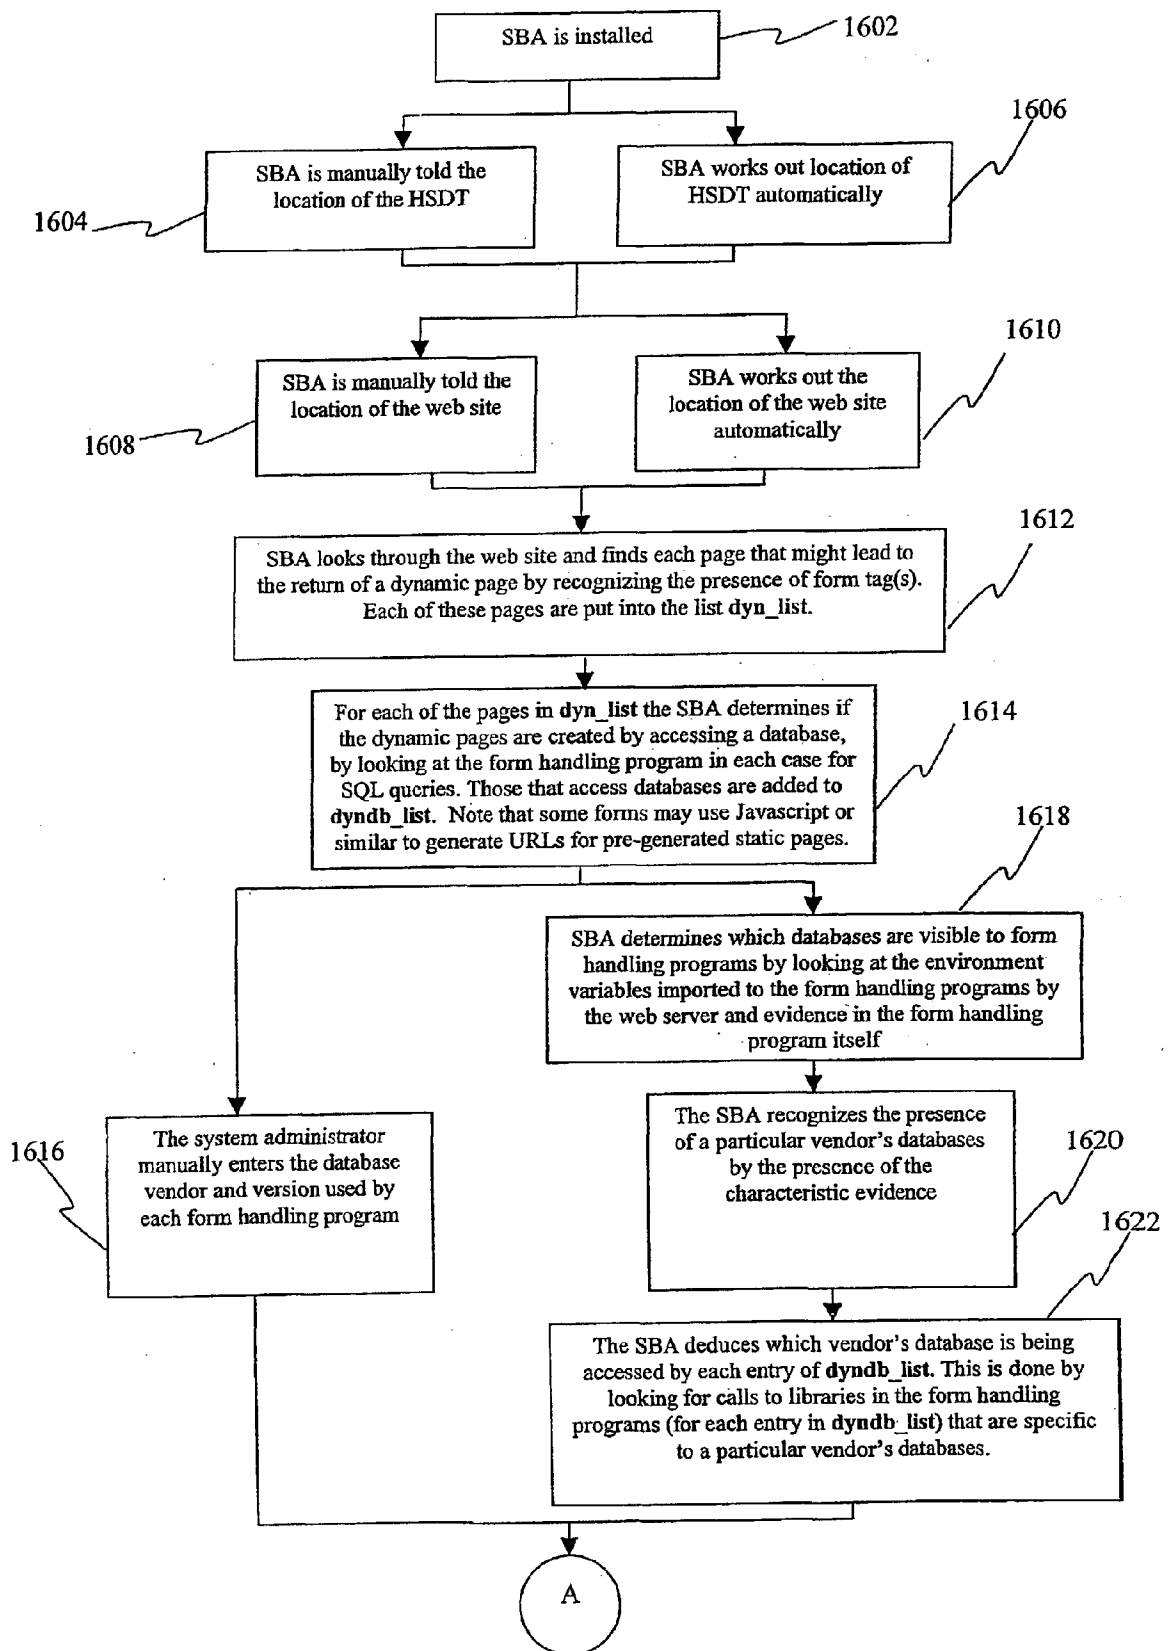 SBA is installed
1602
1606
SBA is manually told the
location of the HSDT
SBA works out location of
HSDT automatically
1604
1610
SBA is manually told the
location of the web site
SBA works out the
location of the web site
automatically
1608
1612
SBA looks through the web site and finds each page that might lead to
the return of a dynamic page by recognizing the presence of form tag(s).
Each of these pages are put into the list dyn_list.
1614
For each of the pages in dyn_list the SBA determines if
the dynamic pages are created by accessing a database,
by looking at the form handling program in each case for
SQL queries. Those that access databases are added to
dyndb_list. Note that some forms may use Javascript or
similar to generate URLs for pre-generated static pages.
1618
SBA determines which databases are visible to form
handling programs by looking at the environment
variables imported to the form handling programs by
the web server and evidence in the form handling
program itself
1616
The system administrator
manually enters the database
vendor and version used by
each form handling program
The SBA recognizes the presence
of a particular vendor's databases
by the presence of the
characteristic evidence
1620
1622
The SBA deduces which vendor's database is being
accessed by each entry of dyndb_list. This is done by
looking for calls to libraries in the form handling
programs (for each entry in dyndb_list) that are specific
to a particular vendor's databases.
A